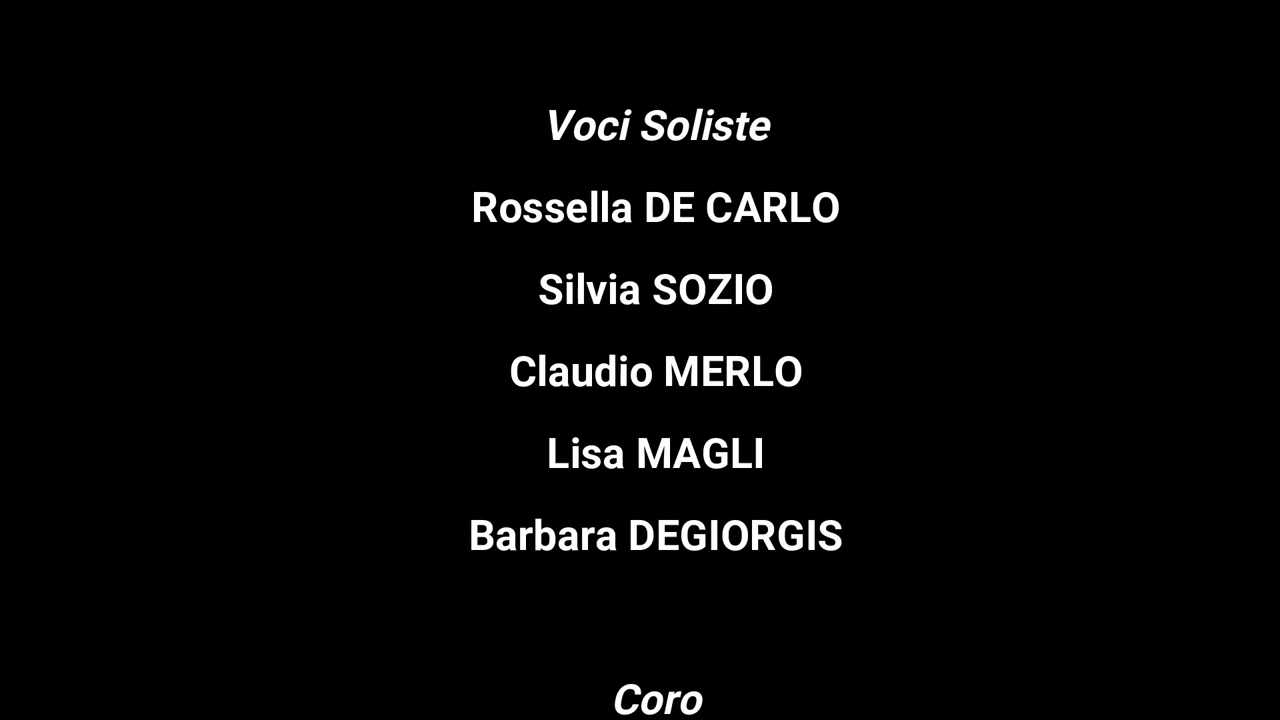 Voci Soliste
Rossella DE CARLO
Silvia SOZIO
Claudio MERLO
Lisa MAGLI
Barbara DEGIORGIS
Coro